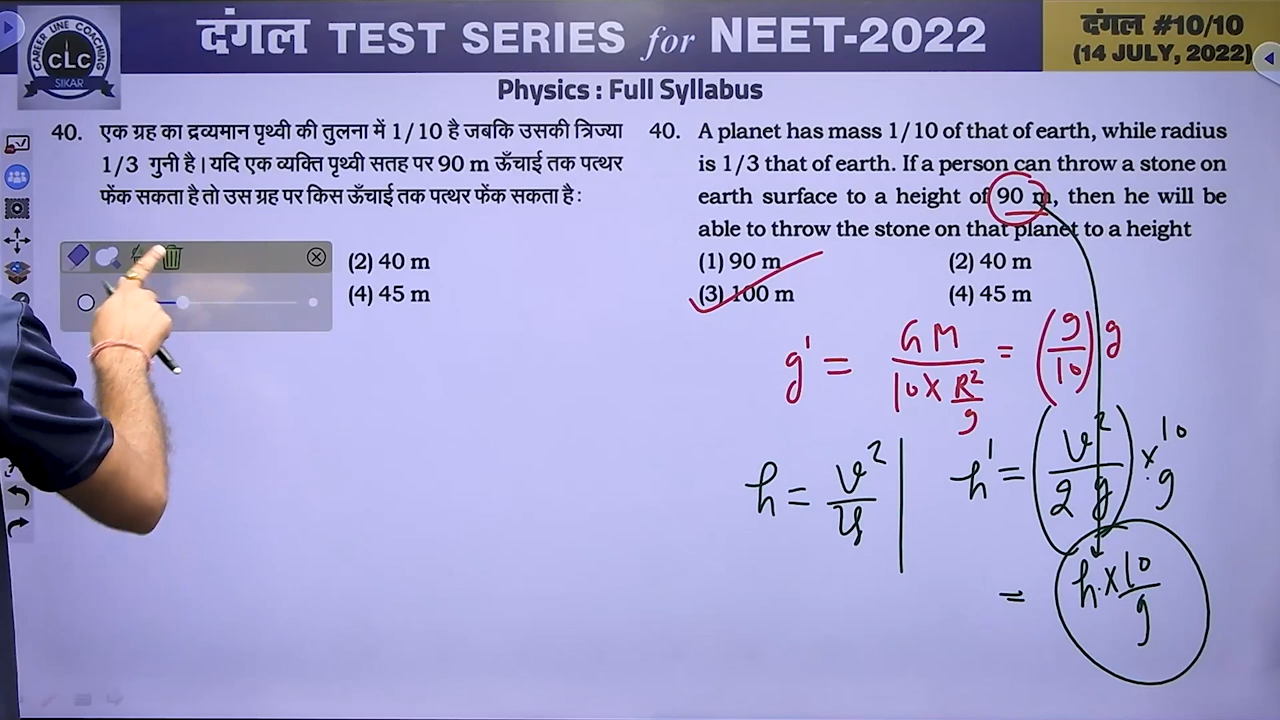 CAREER LINE COACHING
CLC
SIKAR
दंगल TEST SERIES for NEET-2022
दंगल #10/10
(14 JULY, 2022)
Physics : Full Syllabus
40. एक ग्रह का द्रव्यमान पृथ्वी की तुलना में 1/10 है जबकि उसकी त्रिज्या
1/3 गुनी है। यदि एक व्यक्ति पृथ्वी सतह पर 90 m ऊँचाई तक पत्थर
फेंक सकता है तो उस ग्रह पर किस ऊँचाई तक पत्थर फेंक सकता है :
(2) 40 m
(4) 45 m
40. A planet has mass 1/10 of that of earth, while radius
is 1/3 that of earth. If a person can throw a stone on
earth surface to a height of 90 m, then he will be
able to throw the stone on that planet to a height
(1) 90 m (2) 40 m
(3) 100 m (4) 45 m
g' = GM / 10 × R²/9 = (9/10) g
h = v² / 2g
h' = (v² / 2g) × 10/9
= h × 10/9